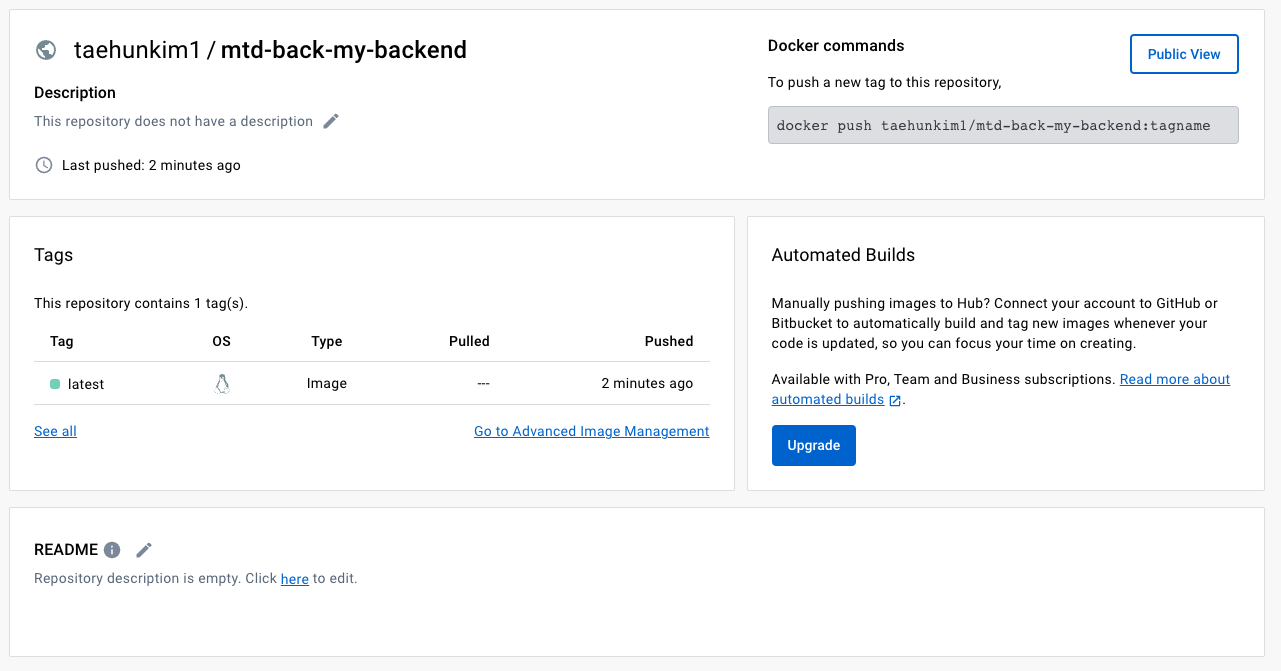 taehunkim1 / mtd-back-my-backend
Description
This repository does not have a description
Last pushed: 2 minutes ago
Docker commands
Public View
To push a new tag to this repository,
docker push taehunkim1/mtd-back-my-backend:tagname
Tags
This repository contains 1 tag(s).
Tag OS Type Pulled Pushed
latest Image --- 2 minutes ago
See all Go to Advanced Image Management
Automated Builds
Manually pushing images to Hub? Connect your account to GitHub or
Bitbucket to automatically build and tag new images whenever your
code is updated, so you can focus your time on creating.
Available with Pro, Team and Business subscriptions. Read more about
automated builds .
Upgrade
README
Repository description is empty. Click here to edit.